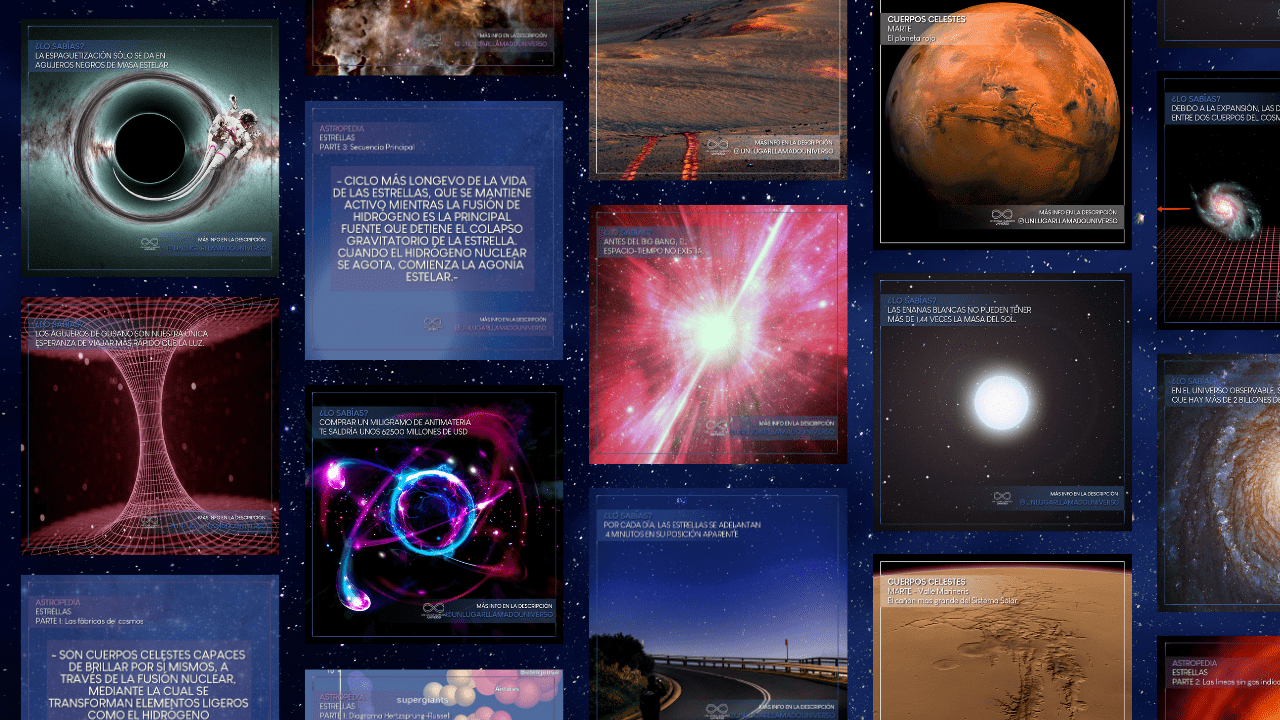 ¿LO SABÍAS?
LA ESPAGUETIZACIÓN SÓLO SE DA EN
AGUJEROS NEGROS DE MASA ESTELAR
MÁS INFO EN LA DESCRIPCIÓN
¿LO SABÍAS?
LOS AGUJEROS DE GUSANO SON NUESTRA ÚNICA
ESPERANZA DE VIAJAR MÁS RÁPIDO QUE LA LUZ.
MÁS INFO EN LA DESCRIPCIÓN
ASTROPEDIA
ESTRELLAS
PARTE 1: Las fábricas del cosmos
- SON CUERPOS CELESTES CAPACES
DE BRILLAR POR SÍ MISMOS, A
TRAVÉS DE LA FUSIÓN NUCLEAR,
MEDIANTE LA CUAL SE
TRANSFORMAN ELEMENTOS LIGEROS
COMO EL HIDRÓGENO
MÁS INFO EN LA DESCRIPCIÓN
@UNLUGARLLAMADOUNIVERSO
ASTROPEDIA
ESTRELLAS
PARTE 3: Secuencia Principal
- CICLO MÁS LONGEVO DE LA VIDA
DE LAS ESTRELLAS, QUE SE MANTIENE
ACTIVO MIENTRAS LA FUSIÓN DE
HIDRÓGENO ES LA PRINCIPAL
FUENTE QUE DETIENE EL COLAPSO
GRAVITATORIO DE LA ESTRELLA.
CUANDO EL HIDRÓGENO NUCLEAR
SE AGOTA, COMIENZA LA AGONÍA
ESTELAR.-
MÁS INFO EN LA DESCRIPCIÓN
@UNLUGARLLAMADOUNIVERSO
¿LO SABÍAS?
COMPRAR UN MILIGRAMO DE ANTIMATERIA
TE SALDRÍA UNOS 62500 MILLONES DE USD
MÁS INFO EN LA DESCRIPCIÓN
@UNLUGARLLAMADOUNIVERSO
Betelgeuse
Antares
supergiants
ASTROPEDIA
ESTRELLAS
PARTE 1: Diagrama Hertzsprung-Russel
MÁS INFO EN LA DESCRIPCIÓN
@UNLUGARLLAMADOUNIVERSO
¿LO SABÍAS?
ANTES DEL BIG BANG, EL
ESPACIO-TIEMPO NO EXISTÍA.
MÁS INFO EN LA DESCRIPCIÓN
¿LO SABÍAS?
POR CADA DÍA, LAS ESTRELLAS SE ADELANTAN
4 MINUTOS EN SU POSICIÓN APARENTE
MÁS INFO EN LA DESCRIPCIÓN
CUERPOS CELESTES
MARTE
El planeta rojo
MÁS INFO EN LA DESCRIPCIÓN
@UNLUGARLLAMADOUNIVERSO
¿LO SABÍAS?
LAS ENANAS BLANCAS NO PUEDEN TENER
MÁS DE 1,44 VECES LA MASA DEL SOL.
MÁS INFO EN LA DESCRIPCIÓN
@UNLUGARLLAMADOUNIVERSO
CUERPOS CELESTES
MARTE - Valle Marineris
El cañón más grande del Sistema Solar.
¿LO SABÍAS?
DEBIDO A LA EXPANSIÓN, LAS D
ENTRE DOS CUERPOS DEL COSM
¿LO SABÍAS?
EN EL UNIVERSO OBSERVABLE, S
QUE HAY MÁS DE 2 BILLONES D
ASTROPEDIA
ESTRELLAS
PARTE 2: Las líneas sin gas indica